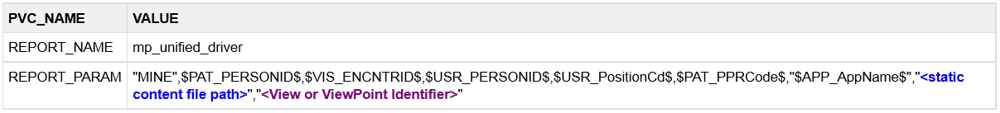 PVC_NAME VALUE
REPORT_NAME mp_unified_driver
REPORT_PARAM "MINE",$PAT_PERSONID$,$VIS_ENCNTRID$,$USR_PERSONID$,$USR_PositionCd$,$PAT_PPRCode$,"$APP_AppName$","<static
content file path>","<View or ViewPoint Identifier>"